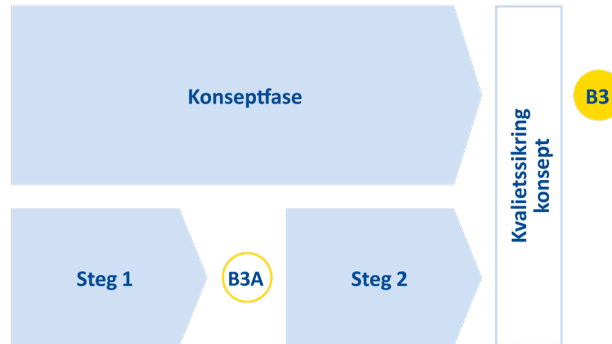 Konseptfase
Kvalietssikring
konsept
B3
Steg 1
B3A
Steg 2